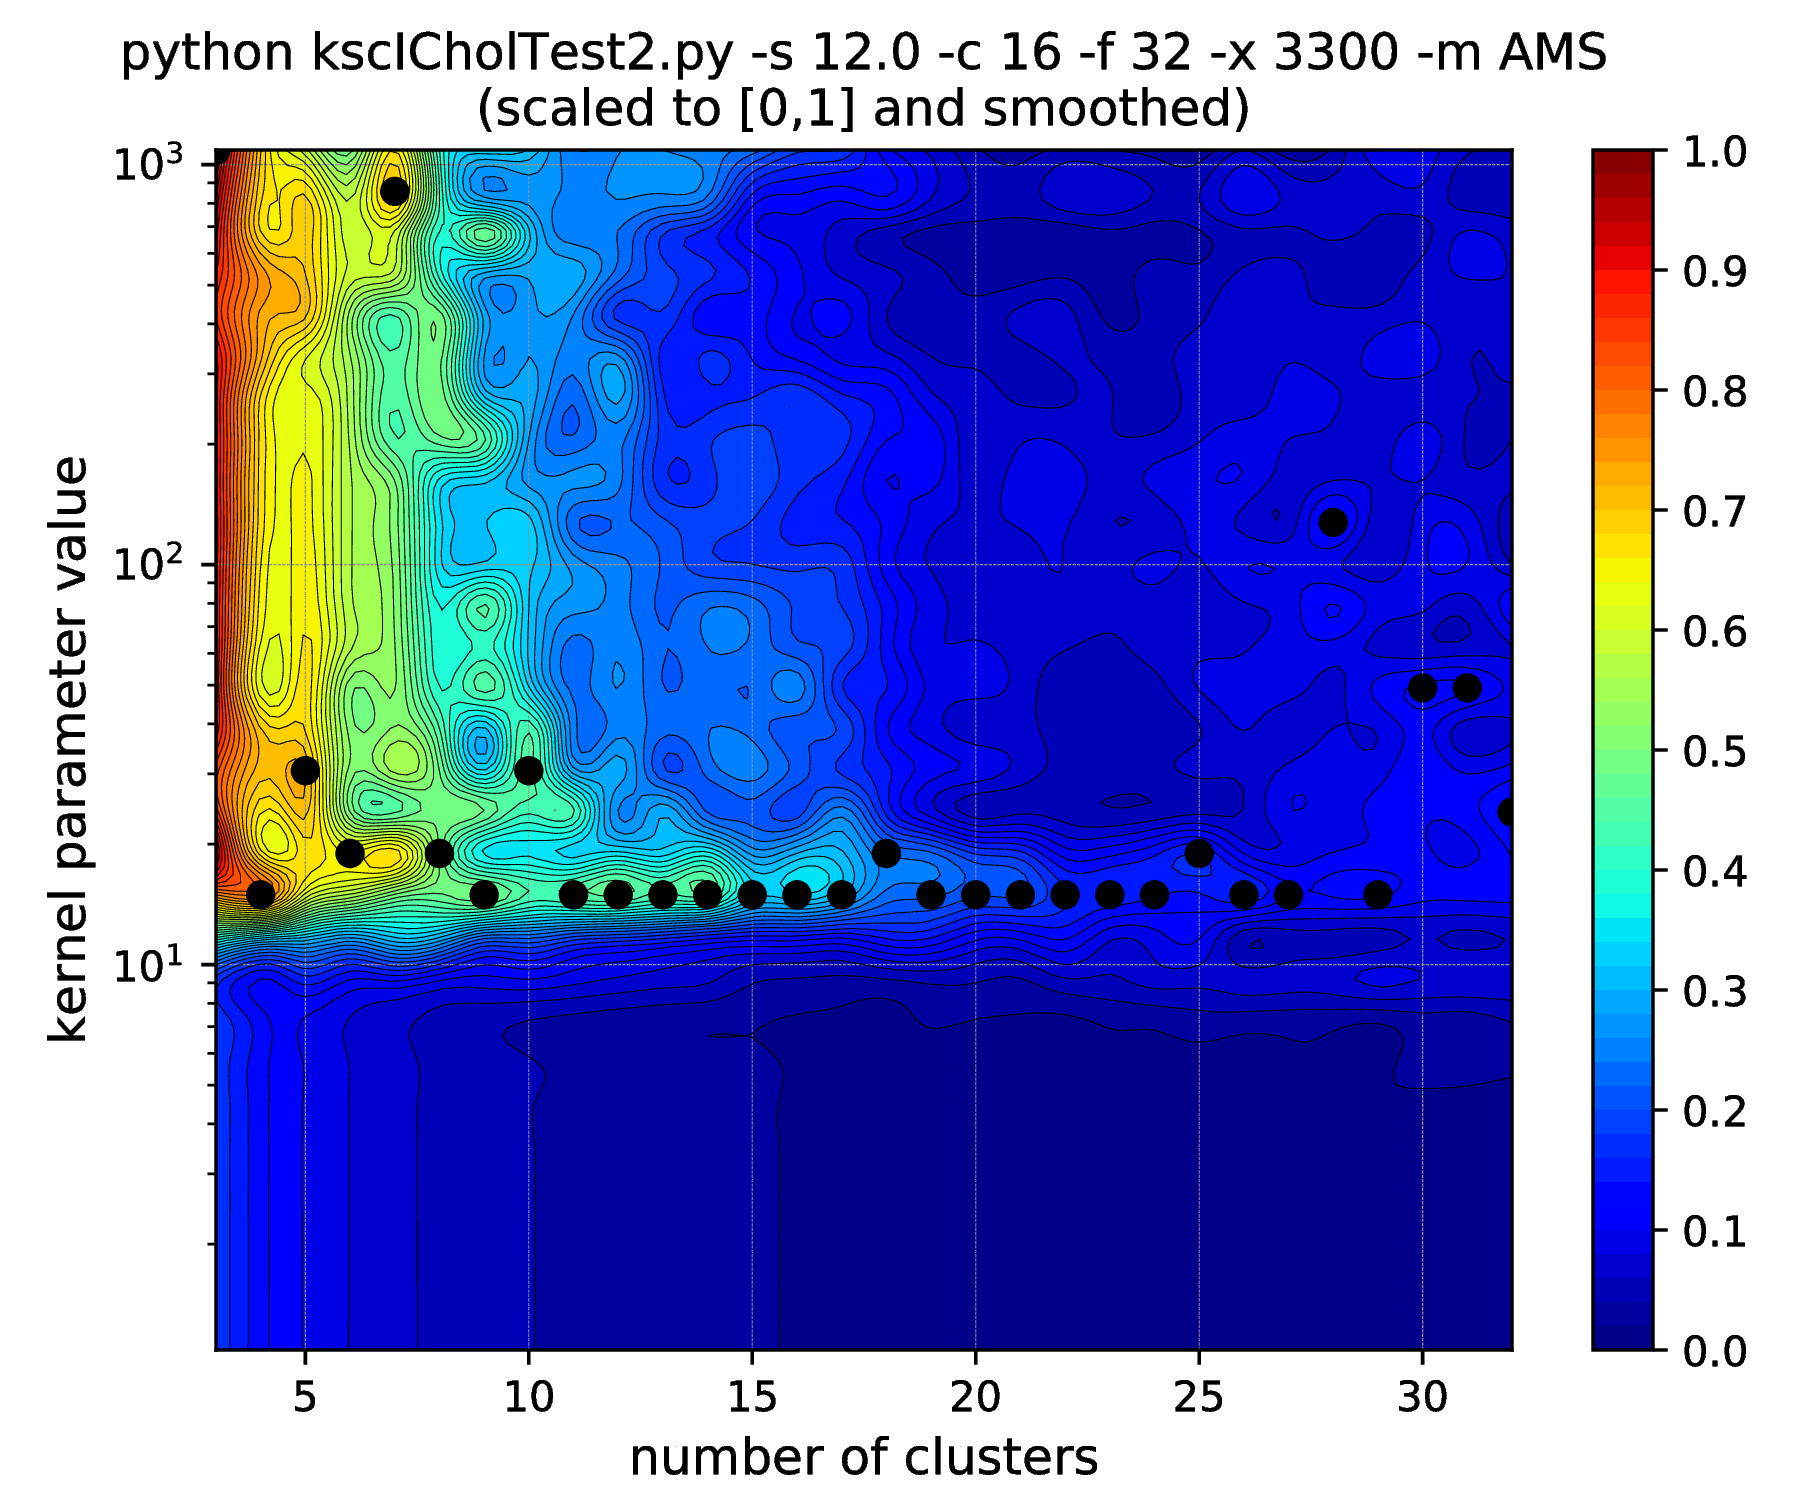 python kscICholTest2.py -s 12.0 -c 16 -f 32 -x 3300 -m AMS
(scaled to [0,1] and smoothed)
kernel parameter value
10³
10²
10¹
5 10 15 20 25 30
number of clusters
1.0
0.9
0.8
0.7
0.6
0.5
0.4
0.3
0.2
0.1
0.0